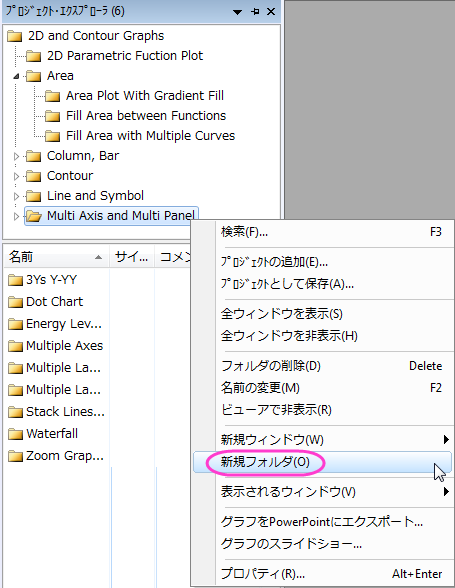 ﾌﾟﾛｼﾞｪｸﾄ･ｴｸｽﾌﾟﾛｰﾗ (6)
2D and Contour Graphs
2D Parametric Fuction Plot
Area
Area Plot With Gradient Fill
Fill Area between Functions
Fill Area with Multiple Curves
Column, Bar
Contour
Line and Symbol
Multi Axis and Multi Panel
名前 サイ... コメン
3Ys Y-YY
Dot Chart
Energy Lev...
Multiple Axes
Multiple La...
Multiple La...
Stack Lines...
Waterfall
Zoom Grap...
検索(F)... F3
ﾌﾟﾛｼﾞｪｸﾄの追加(E)...
ﾌﾟﾛｼﾞｪｸﾄとして保存(A)...
全ウィンドウを表示(S)
全ウィンドウを非表示(H)
フォルダの削除(D) Delete
名前の変更(M) F2
ビューアで非表示(R)
新規ウィンドウ(W)
新規フォルダ(O)
表示されるウィンドウ(V)
グラフをPowerPointにエクスポート...
グラフのスライドショー...
プロパティ(R)... Alt+Enter